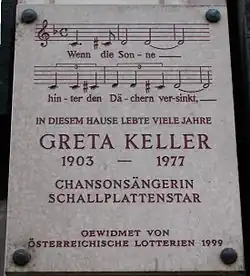 Wenn die Son - ne
hin - ter den Dä - chern ver - sinkt,
IN DIESEM HAUSE LEBTE VIELE JAHRE
GRETA KELLER
1903 — 1977
CHANSONSÄNGERIN
SCHALLPLATTENSTAR
GEWIDMET VON
ÖSTERREICHISCHE LOTTERIEN 1999